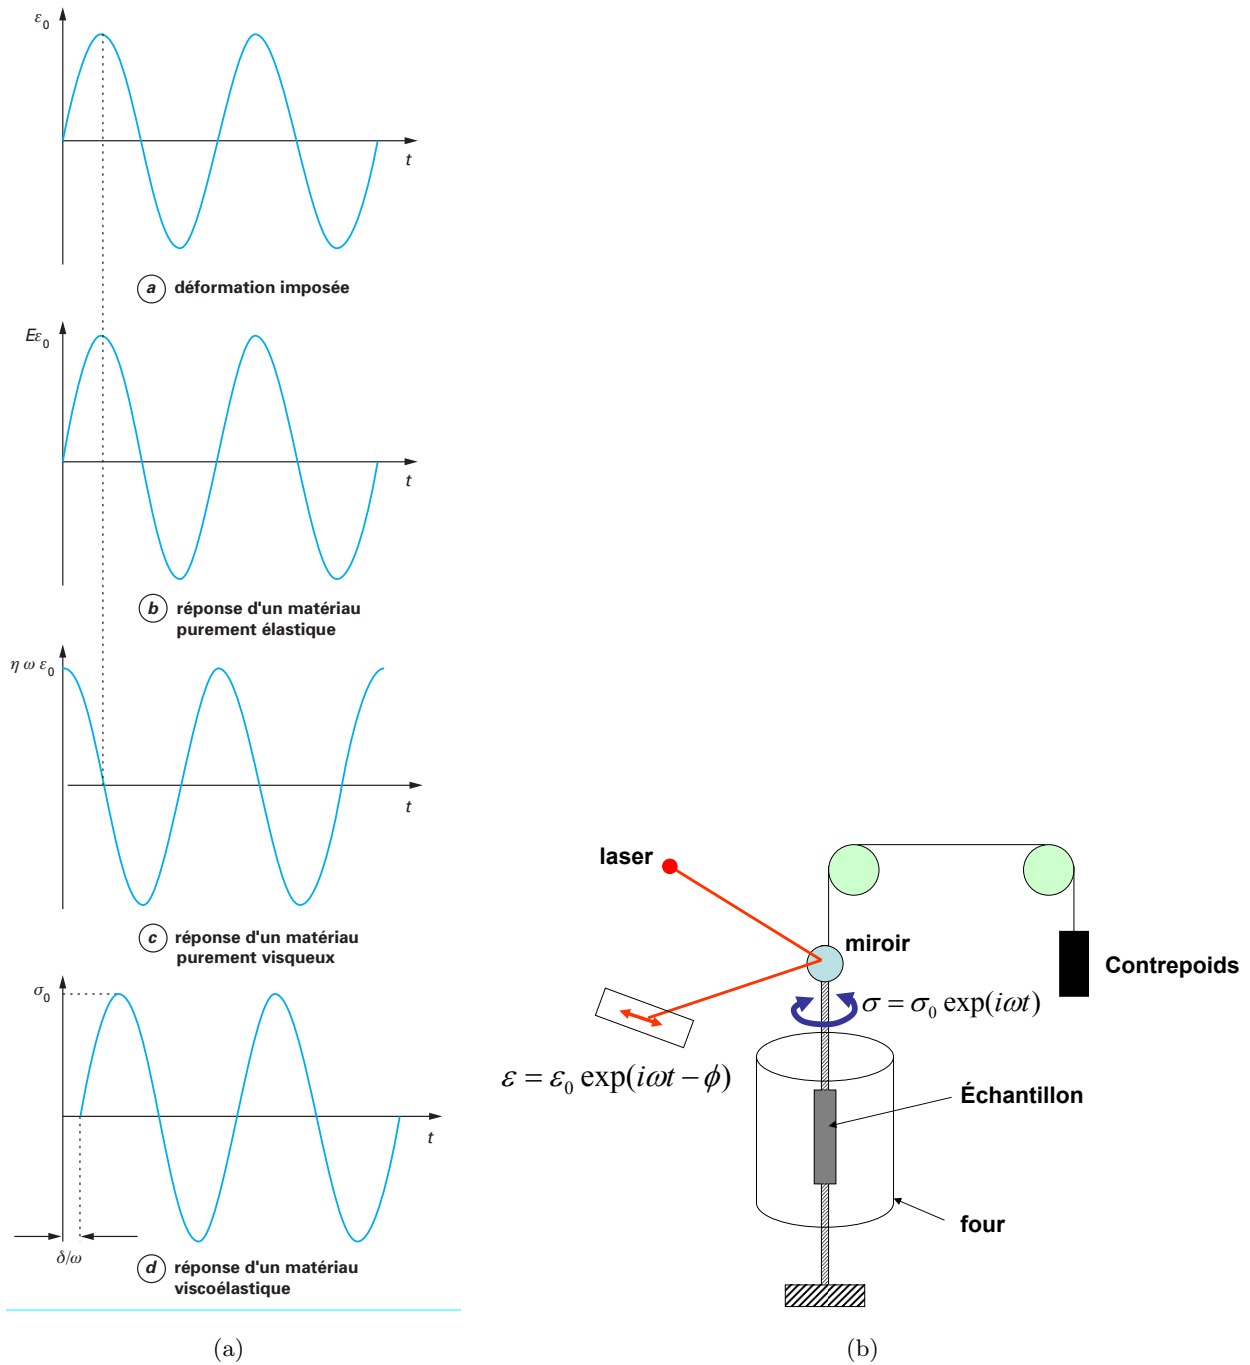 ε₀
t
a déformation imposée
Eε₀
t
b réponse d'un matériau
purement élastique
η ω ε₀
t
c réponse d'un matériau
purement visqueux
σ₀
t
δ/ω
d réponse d'un matériau
viscoélastique
(a)
laser
miroir
Contrepoids
σ = σ₀ exp(iωt)
ε = ε₀ exp(iωt − ϕ)
Échantillon
four
(b)